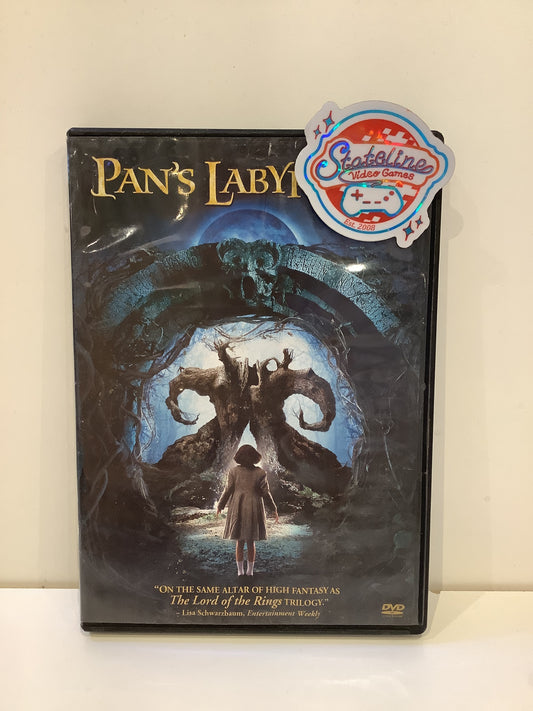 PAN'S LABY
Stateline
Video Games
Est. 2008
"ON THE SAME ALTAR OF HIGH FANTASY AS
The Lord of the Rings TRILOGY."
- Lisa Schwarzbaum, Entertainment Weekly
DVD